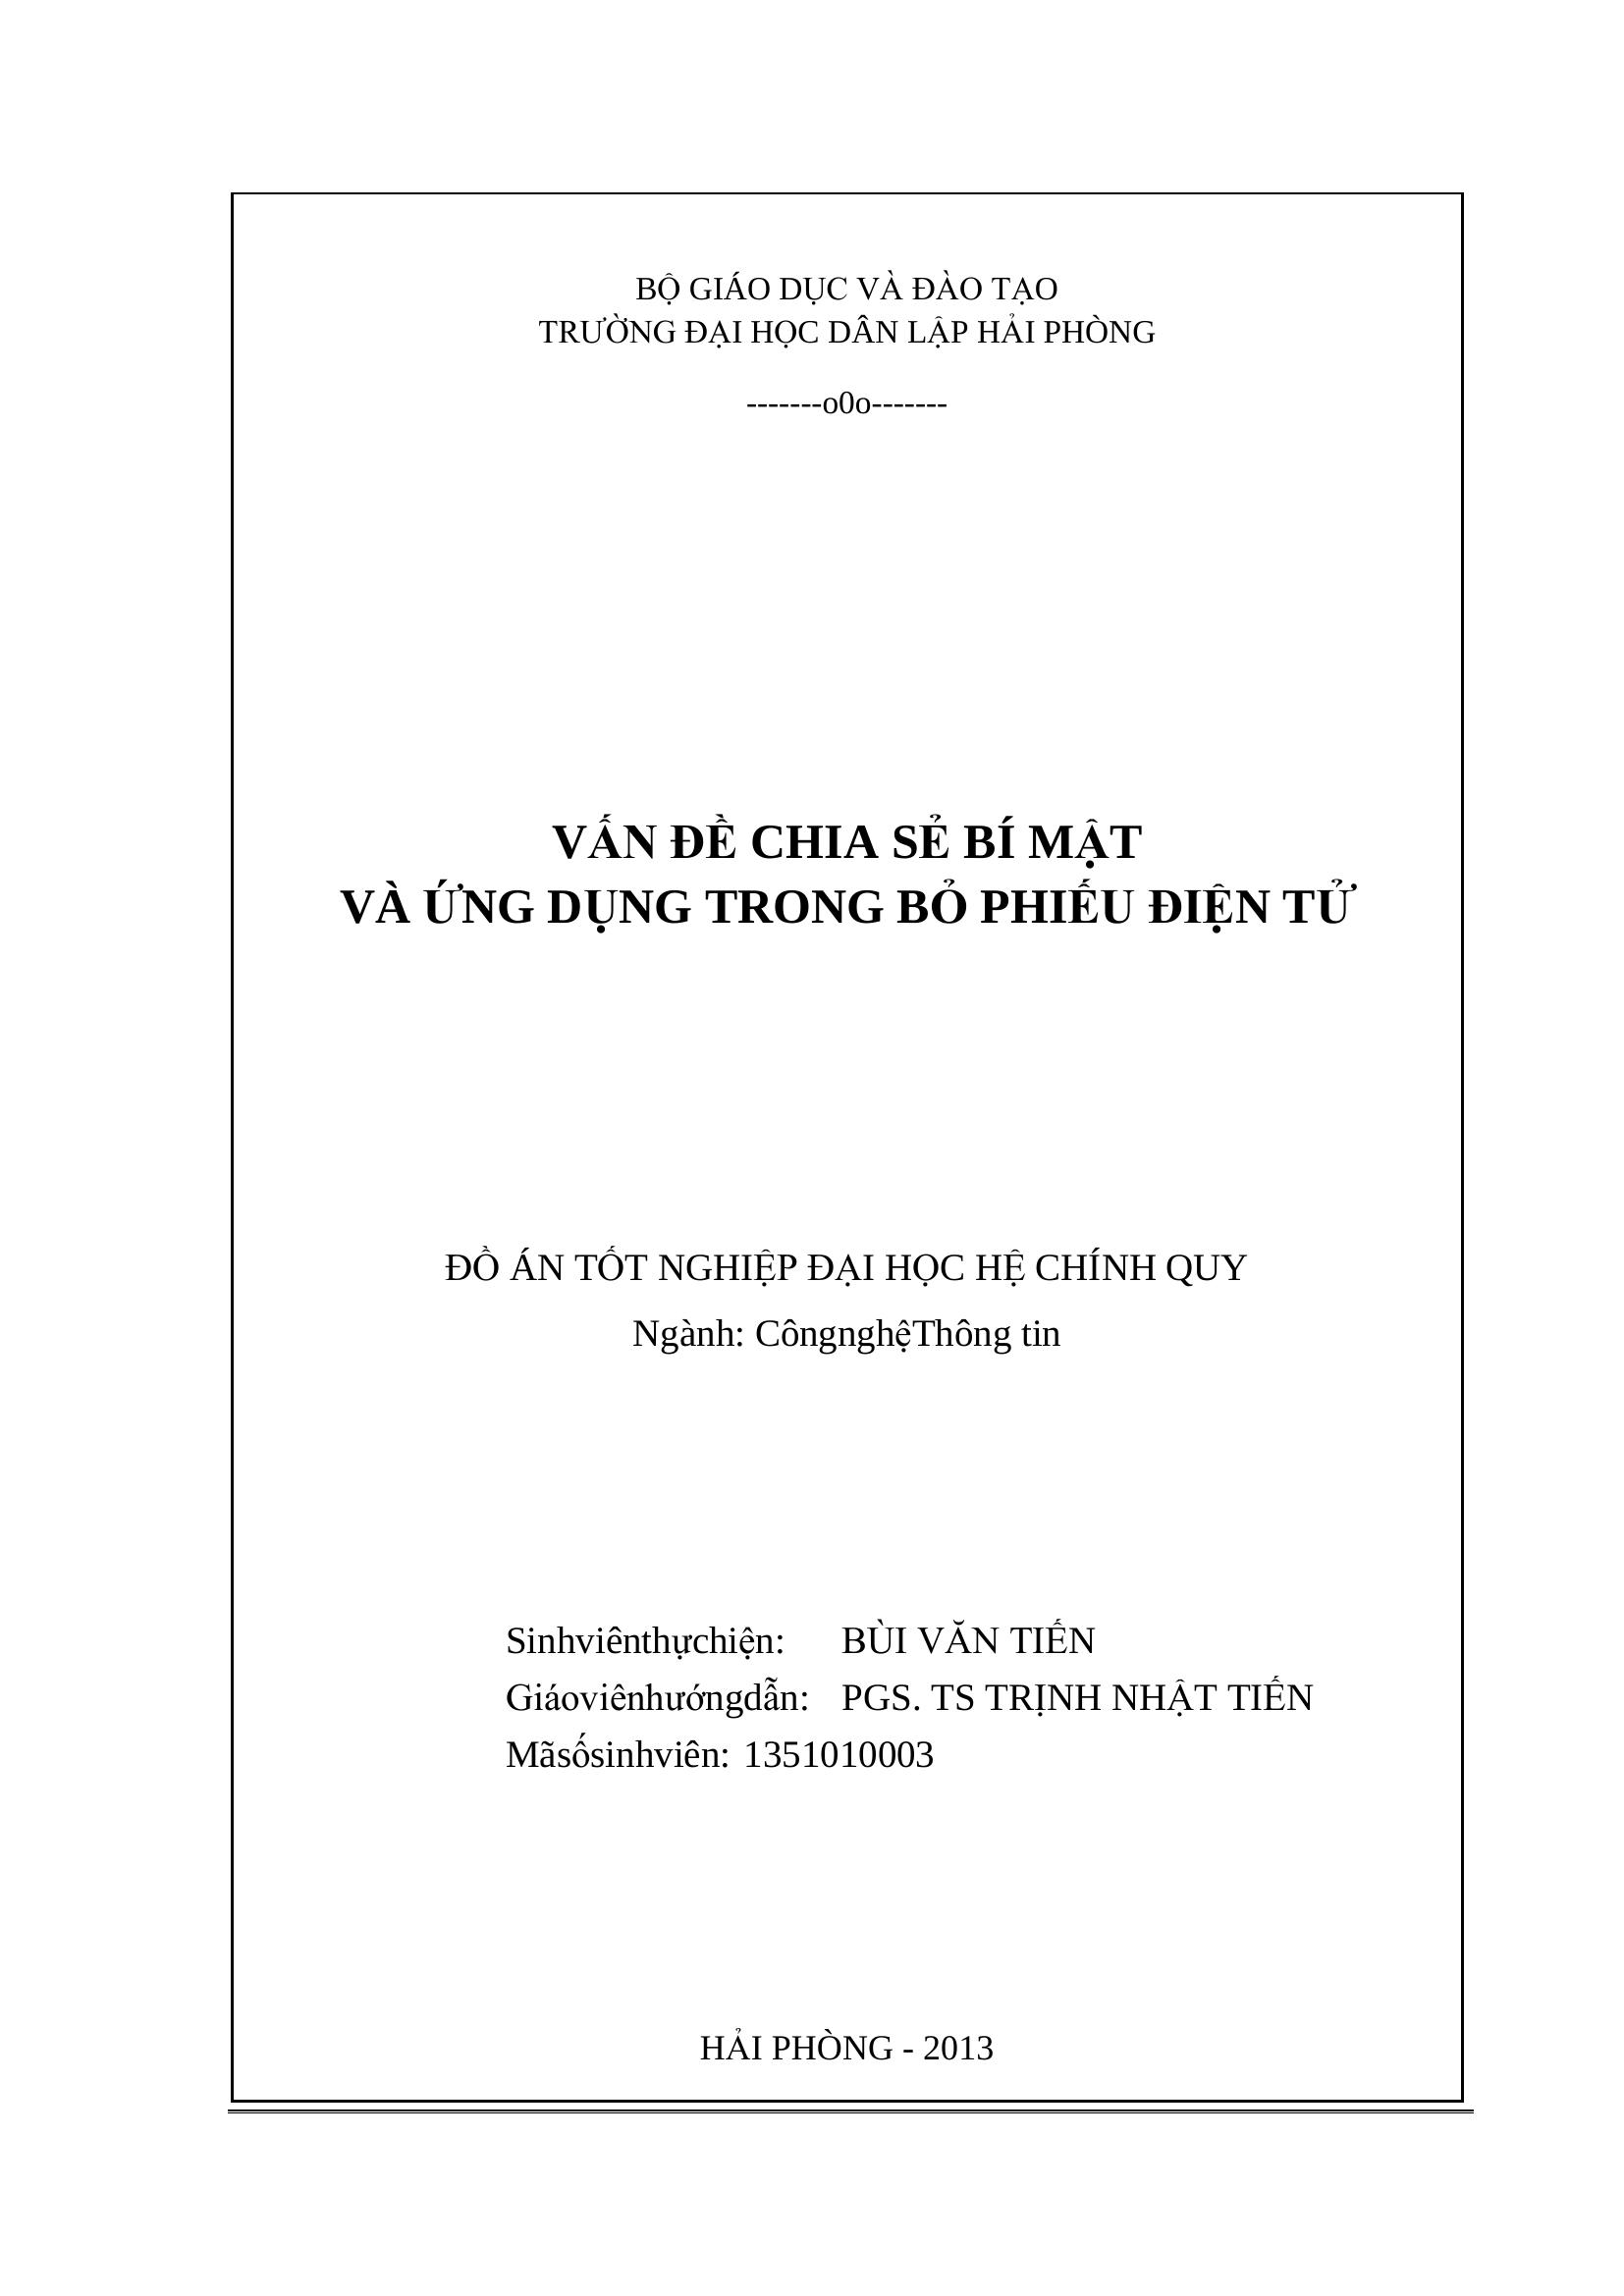 BỘ GIÁO DỤC VÀ ĐÀO TẠO
TRƯỜNG ĐẠI HỌC DÂN LẬP HẢI PHÒNG
-------o0o-------
VẤN ĐỀ CHIA SẺ BÍ MẬT
VÀ ỨNG DỤNG TRONG BỎ PHIẾU ĐIỆN TỬ
ĐỒ ÁN TỐT NGHIỆP ĐẠI HỌC HỆ CHÍNH QUY
Ngành: CôngnghệThông tin
Sinhviênthựchiện: BÙI VĂN TIẾN
Giáoviênhướngdẫn: PGS. TS TRỊNH NHẬT TIẾN
Mãsốsinhviên: 1351010003
HẢI PHÒNG - 2013